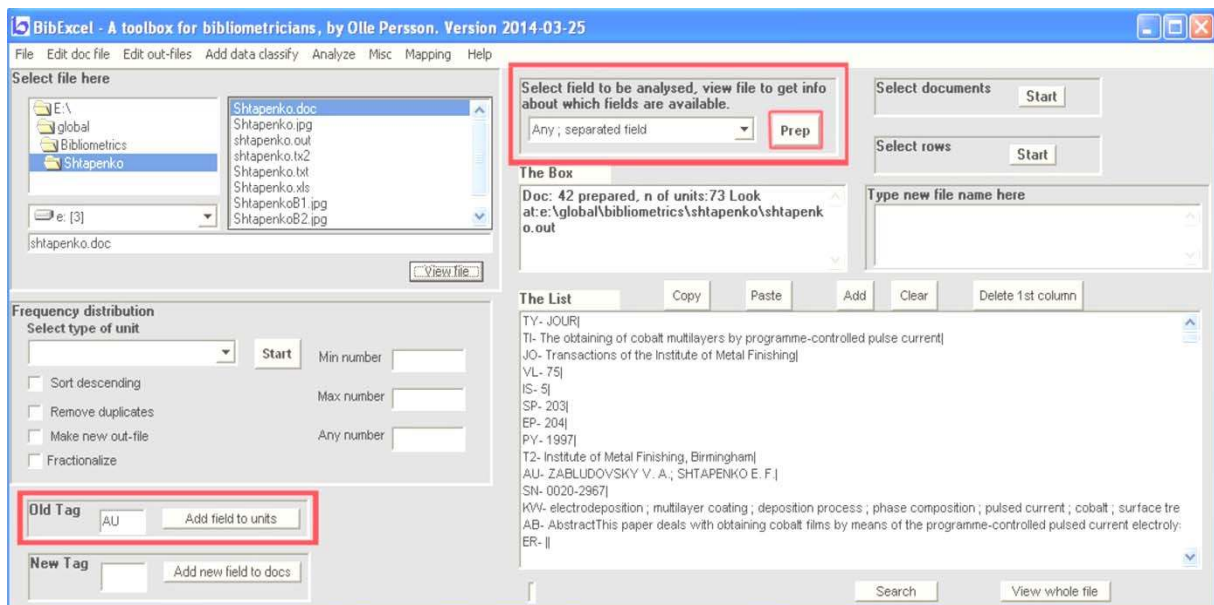 BibExcel - A toolbox for bibliometricians, by Olle Persson. Version 2014-03-25
File Edit doc file Edit out-files Add data classify Analyze Misc Mapping Help
Select file here
E:\
global
Bibliometrics
Shtapenko
e: [3]
Shtapenko.doc
Shtapenko.jpg
shtapenko.out
shtapenko.tx2
Shtapenko.txt
Shtapenko.xls
ShtapenkoB1.jpg
ShtapenkoB2.jpg
shtapenko.doc
View file
Frequency distribution
Select type of unit
Start
Sort descending
Remove duplicates
Make new out-file
Fractionalize
Min number
Max number
Any number
Old Tag
AU
Add field to units
New Tag
Add new field to docs
Select field to be analysed, view file to get info
about which fields are available.
Any ; separated field
Prep
Select documents
Start
Select rows
Start
The Box
Doc: 42 prepared, n of units:73 Look
at:e:\global\bibliometrics\shtapenko\shtapenk
o.out
Type new file name here
The List
Copy
Paste
Add
Clear
Delete 1st column
TY- JOUR|
TI- The obtaining of cobalt multilayers by programme-controlled pulse current|
JO- Transactions of the Institute of Metal Finishing|
VL- 75|
IS- 5|
SP- 203|
EP- 204|
PY- 1997|
T2- Institute of Metal Finishing, Birmingham|
AU- ZABLUDOVSKY V. A.; SHTAPENKO E. F.|
SN- 0020-2967|
KW- electrodeposition ; multilayer coating ; deposition process ; phase composition ; pulsed current ; cobalt ; surface tre
AB- AbstractThis paper deals with obtaining cobalt films by means of the programme-controlled pulsed current electroly:
ER- ||
Search
View whole file